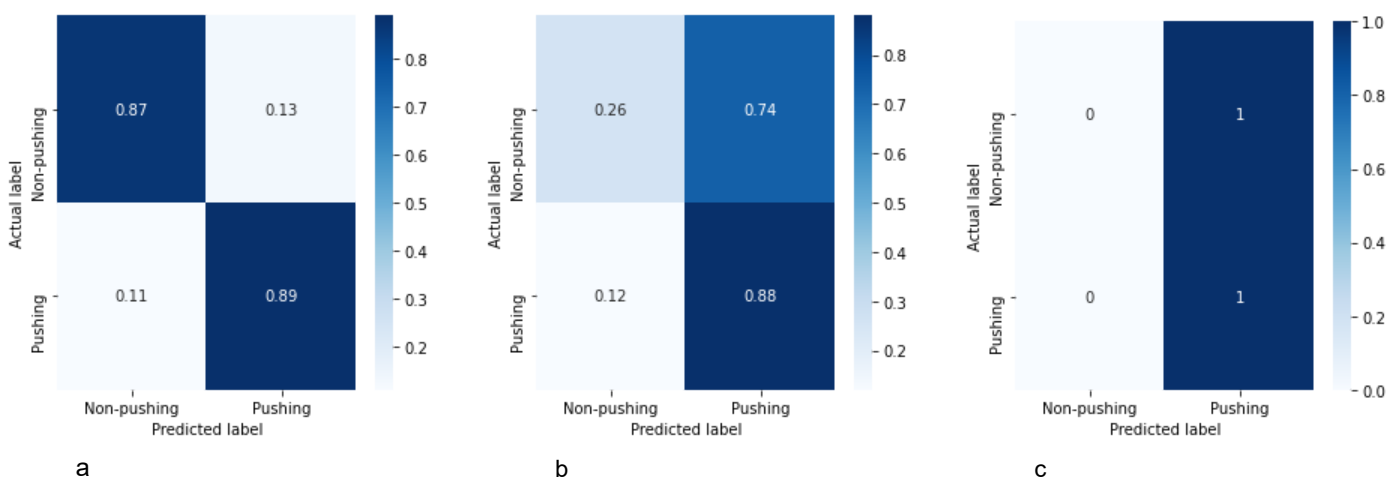 Actual label
Non-pushing
Pushing
0.87 0.13
0.11 0.89
Non-pushing Pushing
Predicted label
0.8
0.7
0.6
0.5
0.4
0.3
0.2
a
Actual label
Non-pushing
Pushing
0.26 0.74
0.12 0.88
Non-pushing Pushing
Predicted label
0.8
0.7
0.6
0.5
0.4
0.3
0.2
b
Actual label
Non-pushing
Pushing
0 1
0 1
Non-pushing Pushing
Predicted label
1.0
0.8
0.6
0.4
0.2
0.0
c